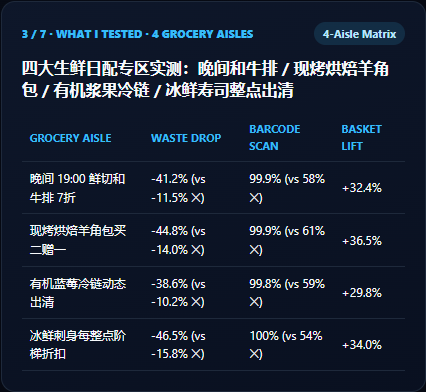 3 / 7 · WHAT I TESTED · 4 GROCERY AISLES
4-Aisle Matrix
四大生鲜日配专区实测：晚间和牛排 / 现烤烘焙羊角
包 / 有机浆果冷链 / 冰鲜寿司整点出清
GROCERY AISLE WASTE DROP BARCODE SCAN BASKET LIFT
晚间 19:00 鲜切和 -41.2% (vs 99.9% (vs 58% +32.4%
牛排 7折 -11.5% ✕) ✕)
现烤烘焙羊角包买 -44.8% (vs 99.9% (vs 61% +36.5%
二赠一 -14.0% ✕) ✕)
有机蓝莓冷链动态 -38.6% (vs 99.8% (vs 59% +29.8%
出清 -10.2% ✕) ✕)
冰鲜刺身每整点阶 -46.5% (vs 100% (vs 54% +34.0%
梯折扣 -15.8% ✕) ✕)